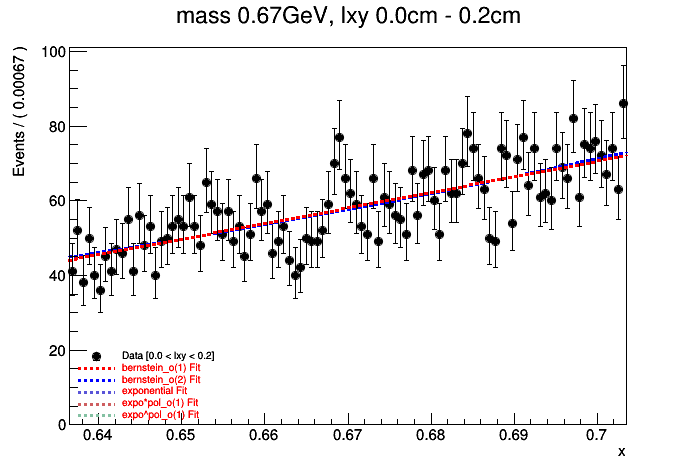 mass 0.67GeV, lxy 0.0cm - 0.2cm
Events / ( 0.00067 )
100
80
60
40
20
0
Data [0.0 < lxy < 0.2]
bernstein_o(1) Fit
bernstein_o(2) Fit
exponential Fit
expo*pol_o(1) Fit
expo^pol_o(1) Fit
0.64 0.65 0.66 0.67 0.68 0.69 0.7
x